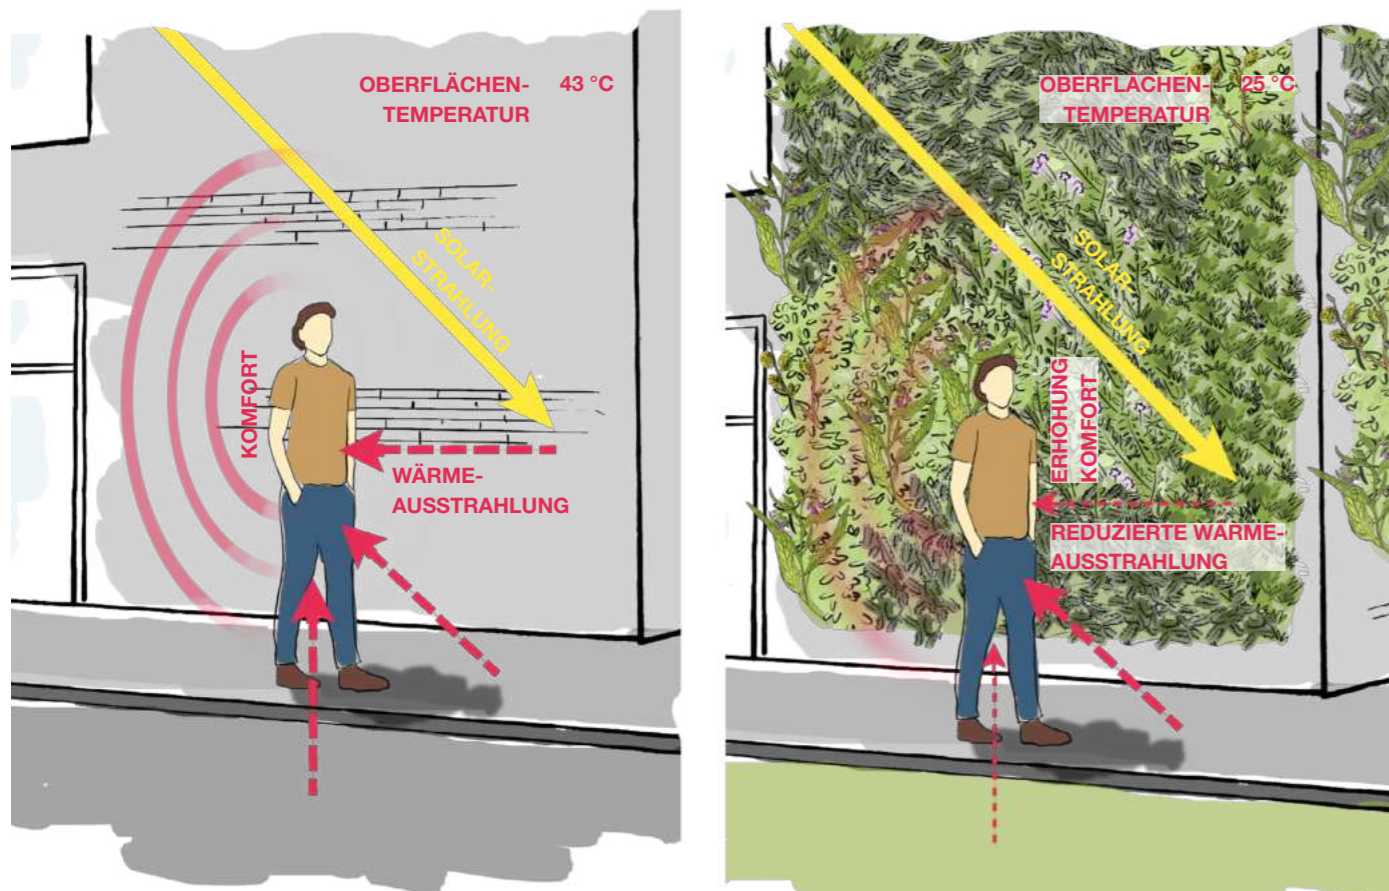 OBERFLÄCHEN- 43 °C
TEMPERATUR
SOLAR-
STRAHLUNG
KOMFORT
WÄRME-
AUSSTRAHLUNG
OBERFLÄCHEN- 25 °C
TEMPERATUR
SOLAR-
STRAHLUNG
ERHÖHUNG
KOMFORT
REDUZIERTE WÄRME-
AUSSTRAHLUNG